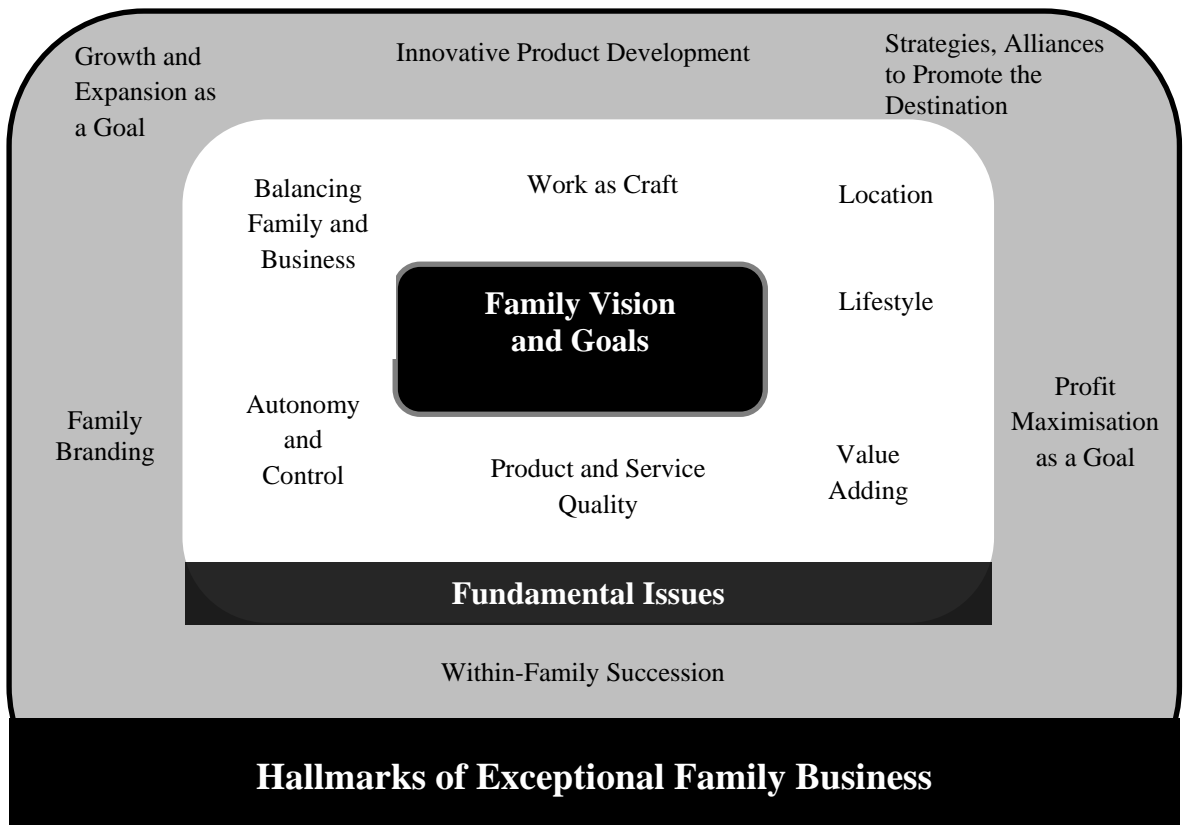 Growth and
Expansion as
a Goal
Innovative Product Development
Strategies, Alliances
to Promote the
Destination
Balancing
Family and
Business
Work as Craft
Location
Family Vision
and Goals
Lifestyle
Family
Branding
Autonomy
and
Control
Product and Service
Quality
Value
Adding
Profit
Maximisation
as a Goal
Fundamental Issues
Within-Family Succession
Hallmarks of Exceptional Family Business